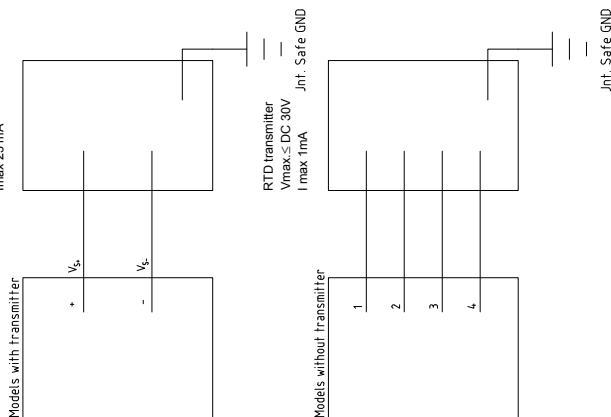 Imax 25 mA
Jnt. Safe GND
Vs+
Vs-
+
-
Models with transmitter
RTD transmitter
Vmax.≤ DC 30V
I max 1mA
Jnt. Safe GND
1
2
3
4
Models without transmitter